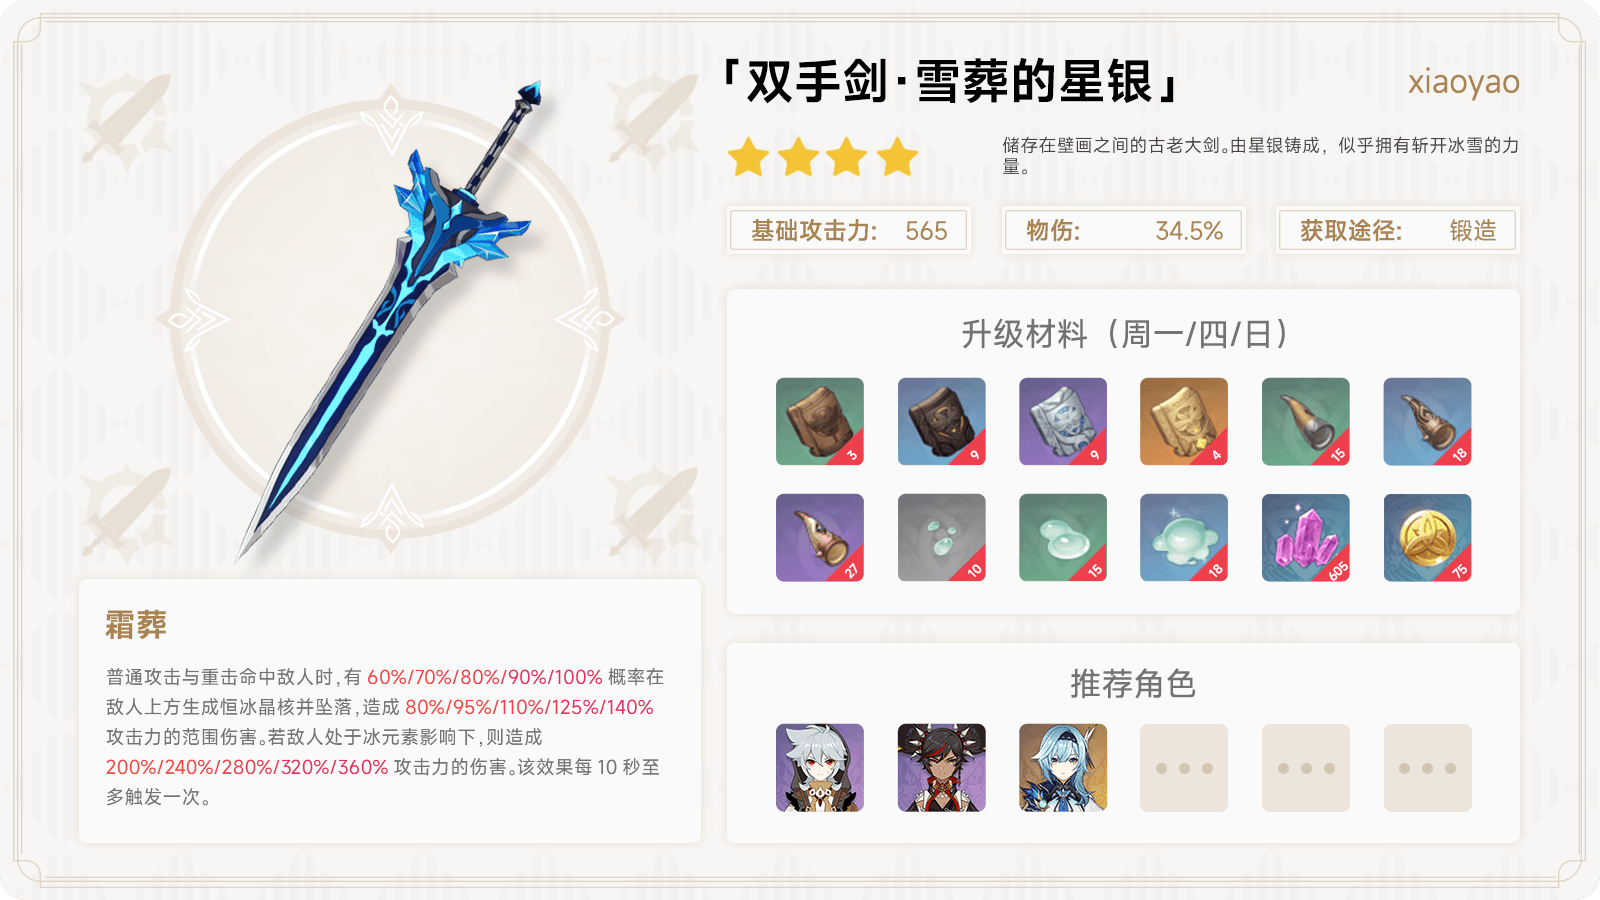 「双手剑·雪葬的星银」
xiaoyao
储存在壁画之间的古老大剑。由星银铸成，似乎拥有斩开冰雪的力
量。
基础攻击力: 565
物伤: 34.5%
获取途径: 锻造
升级材料（周一/四/日）
3 9 9 4 15 18
27 10 15 18 605 75
霜葬
普通攻击与重击命中敌人时,有 60%/70%/80%/90%/100% 概率在
敌人上方生成恒冰晶核并坠落,造成 80%/95%/110%/125%/140%
攻击力的范围伤害。若敌人处于冰元素影响下,则造成
200%/240%/280%/320%/360% 攻击力的伤害。该效果每 10 秒至
多触发一次。
推荐角色